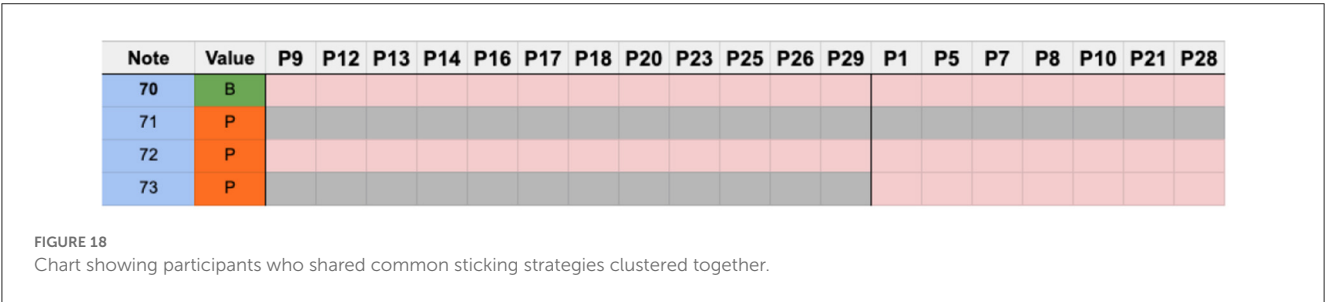 Note Value P9 P12 P13 P14 P16 P17 P18 P20 P23 P25 P26 P29 P1 P5 P7 P8 P10 P21 P28
70 B
71 P
72 P
73 P
FIGURE 18
Chart showing participants who shared common sticking strategies clustered together.